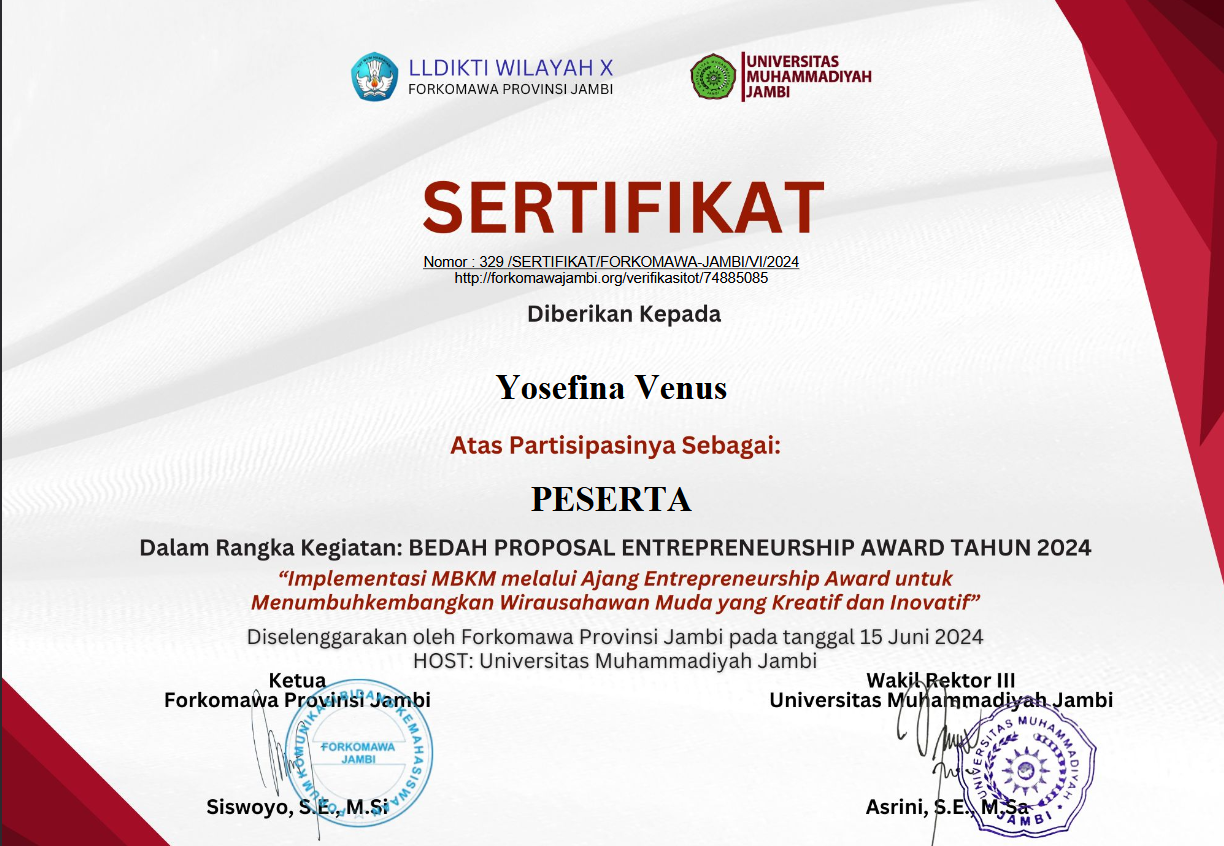 LLDIKTI WILAYAH X
FORKOMAWA PROVINSI JAMBI
UNIVERSITAS
MUHAMMADIYAH
JAMBI
SERTIFIKAT
Nomor : 329 /SERTIFIKAT/FORKOMAWA-JAMBI/VI/2024
http://forkomawajambi.org/verifikasitot/74885085
Diberikan Kepada
Yosefina Venus
Atas Partisipasinya Sebagai:
PESERTA
Dalam Rangka Kegiatan: BEDAH PROPOSAL ENTREPRENEURSHIP AWARD TAHUN 2024
“Implementasi MBKM melalui Ajang Entrepreneurship Award untuk
Menumbuhkembangkan Wirausahawan Muda yang Kreatif dan Inovatif”
Diselenggarakan oleh Forkomawa Provinsi Jambi pada tanggal 15 Juni 2024
HOST: Universitas Muhammadiyah Jambi
Ketua
Forkomawa Provinsi Jambi
FORUM KOMUNIKASI BIDANG KEMAHASISWAAN
FORKOMAWA
JAMBI
Siswoyo, S.E., M.Si
Wakil Rektor III
Universitas Muhammadiyah Jambi
UNIVERSITAS MUHAMMADIYAH
JAMBI
Asrini, S.E., M.Sa